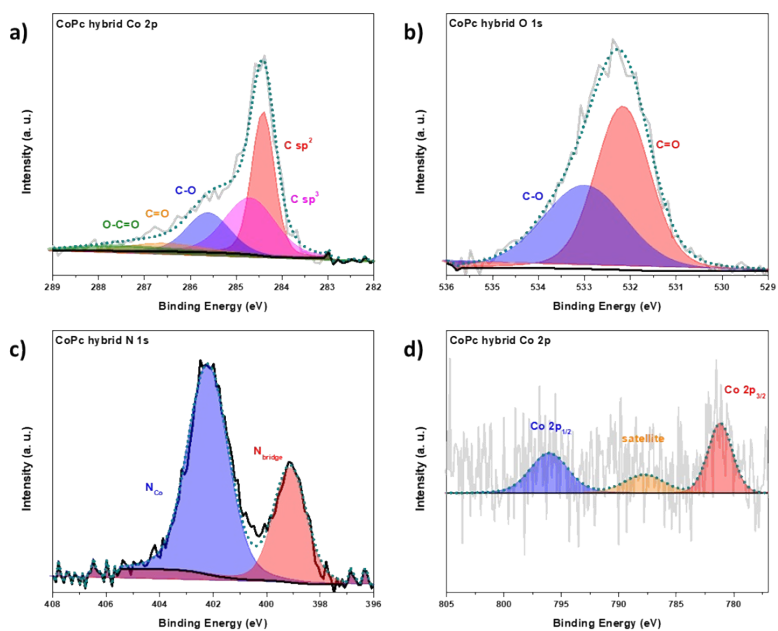 a)
CoPc hybrid Co 2p
Intensity (a. u.)
C sp2
C sp3
C-O
C=O
O-C=O
289 288 287 286 285 284 283 282
Binding Energy (eV)
b)
CoPc hybrid O 1s
Intensity (a. u.)
C=O
C-O
536 535 534 533 532 531 530 529
Binding Energy (eV)
c)
CoPc hybrid N 1s
Intensity (a. u.)
Nbridge
NCo
408 406 404 402 400 398 396
Binding Energy (eV)
d)
CoPc hybrid Co 2p
Intensity (a. u.)
Co 2p3/2
Co 2p1/2
satellite
805 800 795 790 785 780
Binding Energy (eV)